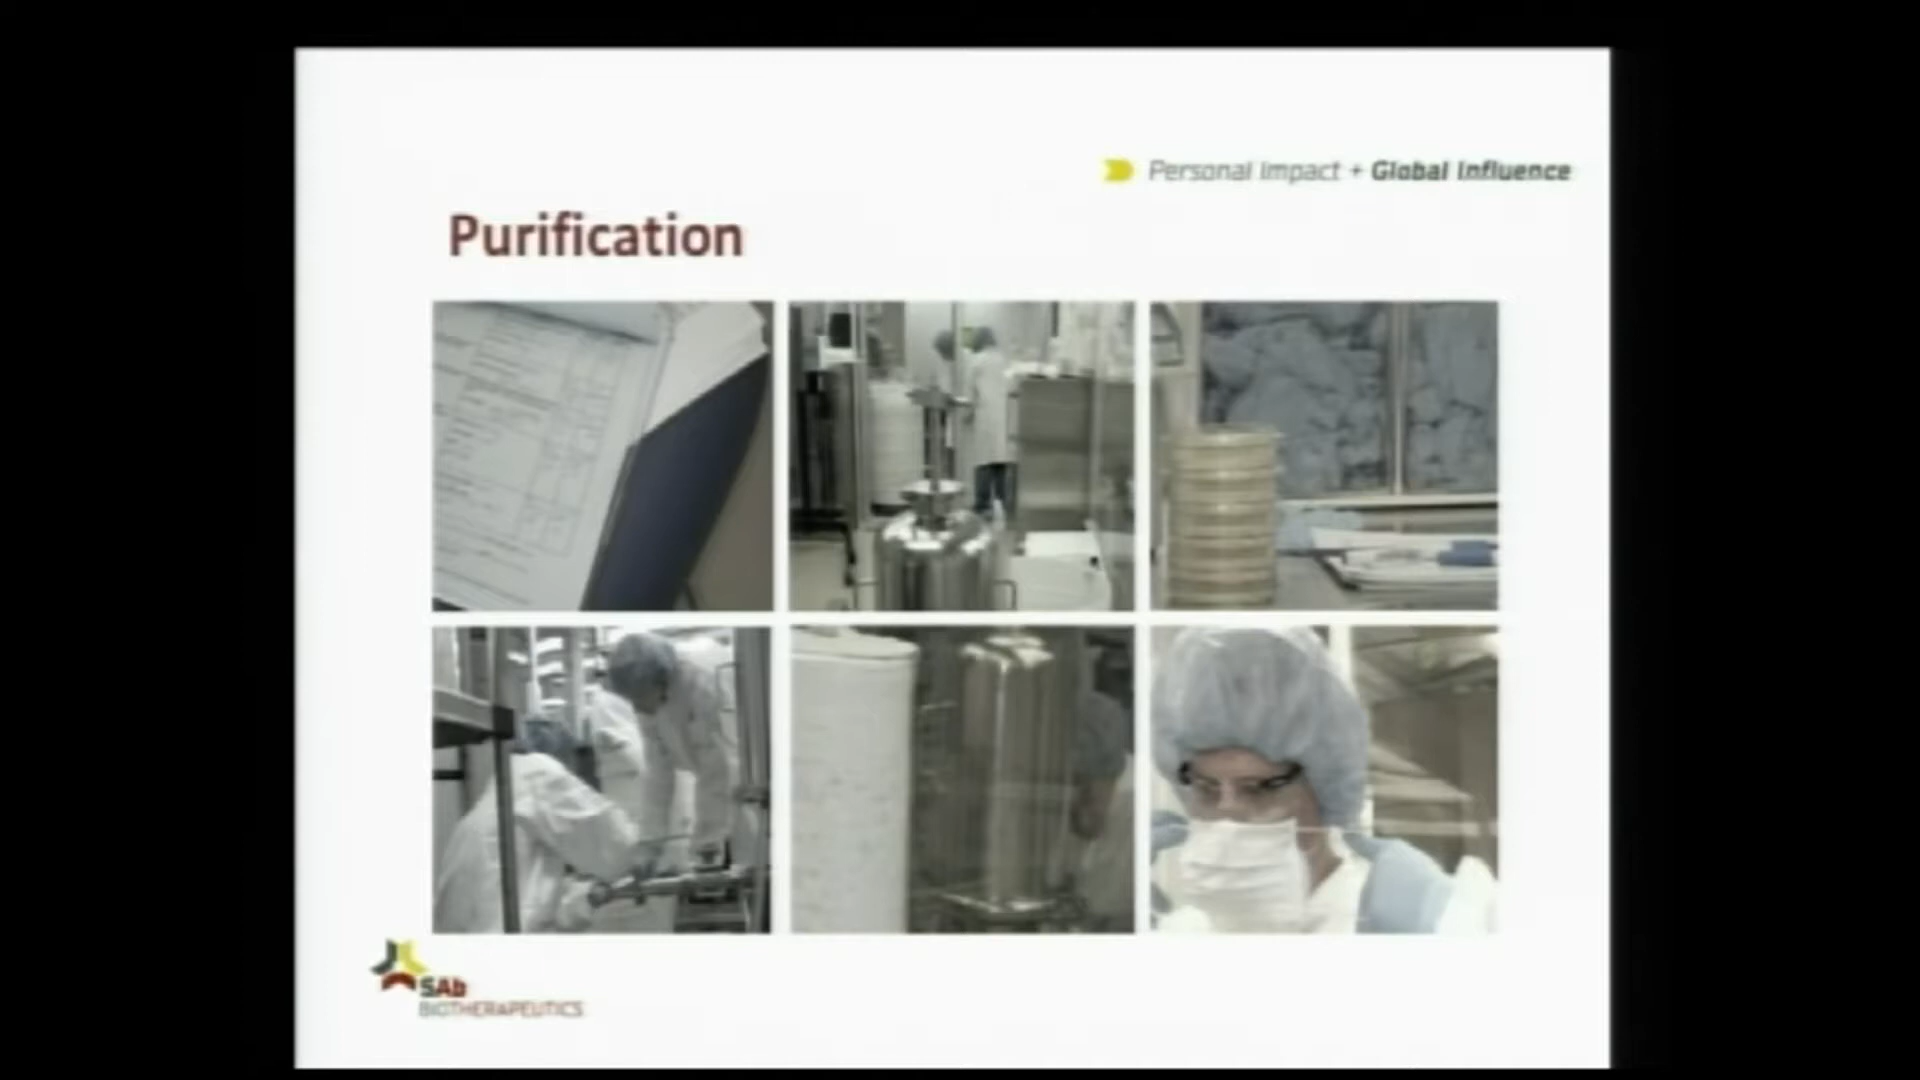 Personal Impact + Global Influence
Purification
SAb
BIOTHERAPEUTICS